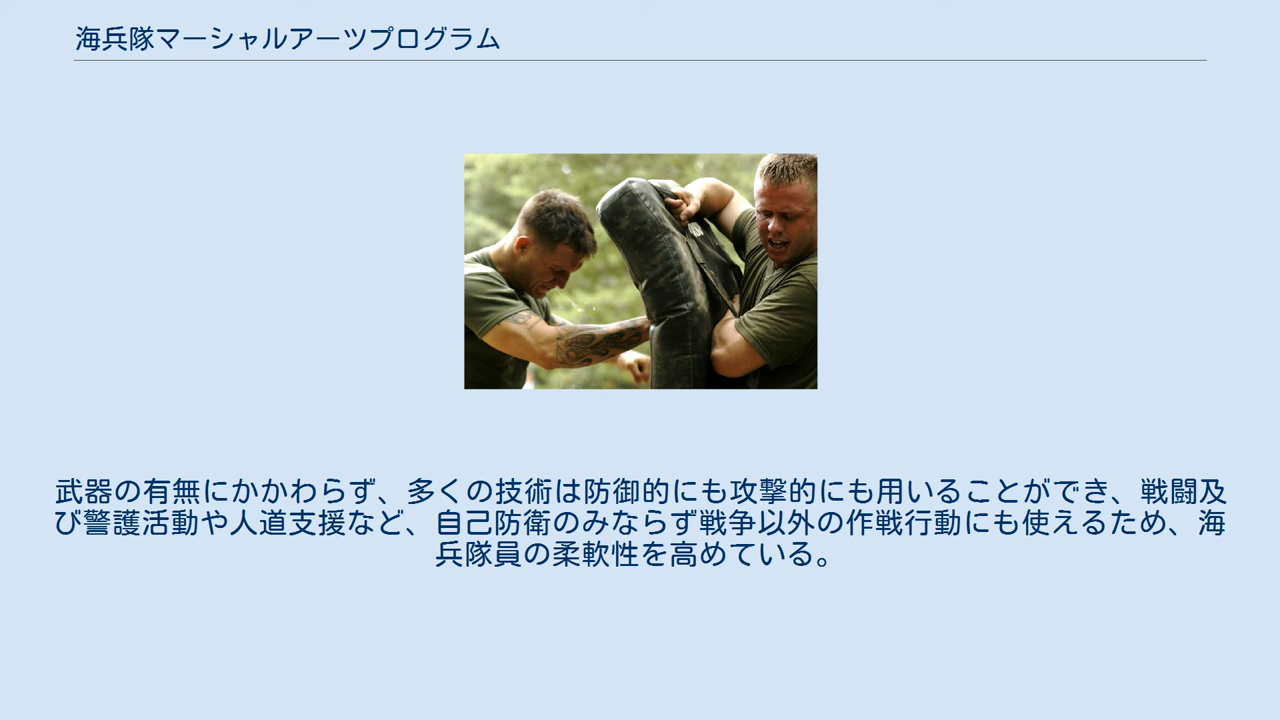 海兵隊マーシャルアーツプログラム
武器の有無にかかわらず、多くの技術は防御的にも攻撃的にも用いることができ、戦闘及
び警護活動や人道支援など、自己防衛のみならず戦争以外の作戦行動にも使えるため、海
兵隊員の柔軟性を高めている。